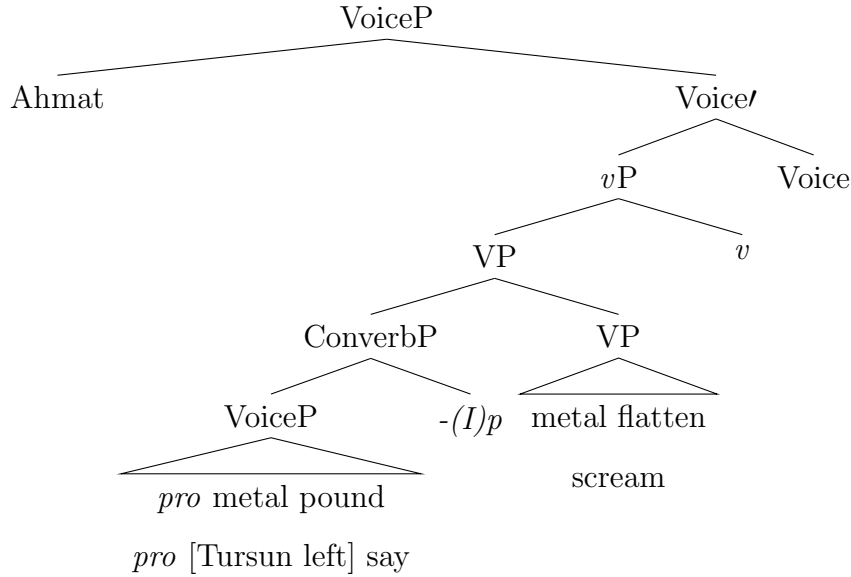 VoiceP
Ahmat Voice′
vP Voice
VP v
ConverbP VP
VoiceP -(I)p metal flatten
scream
pro metal pound
pro [Tursun left] say